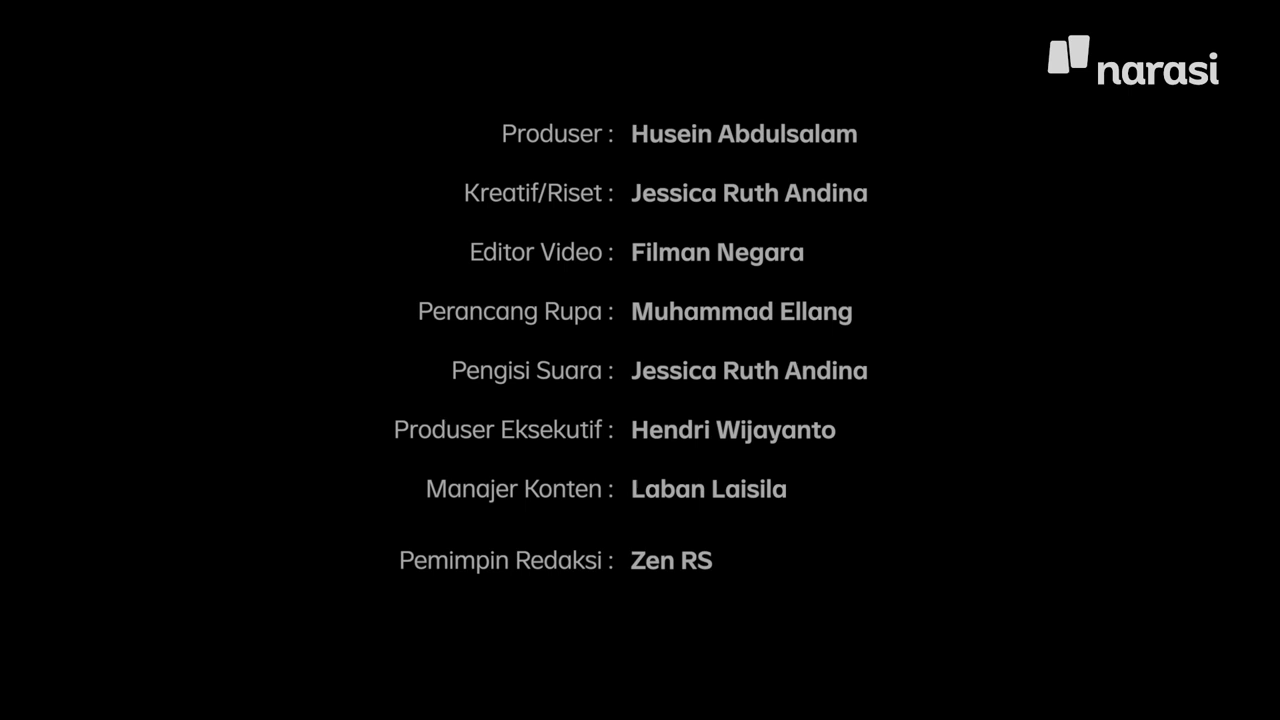 narasi
Produser : Husein Abdulsalam
Kreatif/Riset : Jessica Ruth Andina
Editor Video : Filman Negara
Perancang Rupa : Muhammad Ellang
Pengisi Suara : Jessica Ruth Andina
Produser Eksekutif : Hendri Wijayanto
Manajer Konten : Laban Laisila
Pemimpin Redaksi : Zen RS